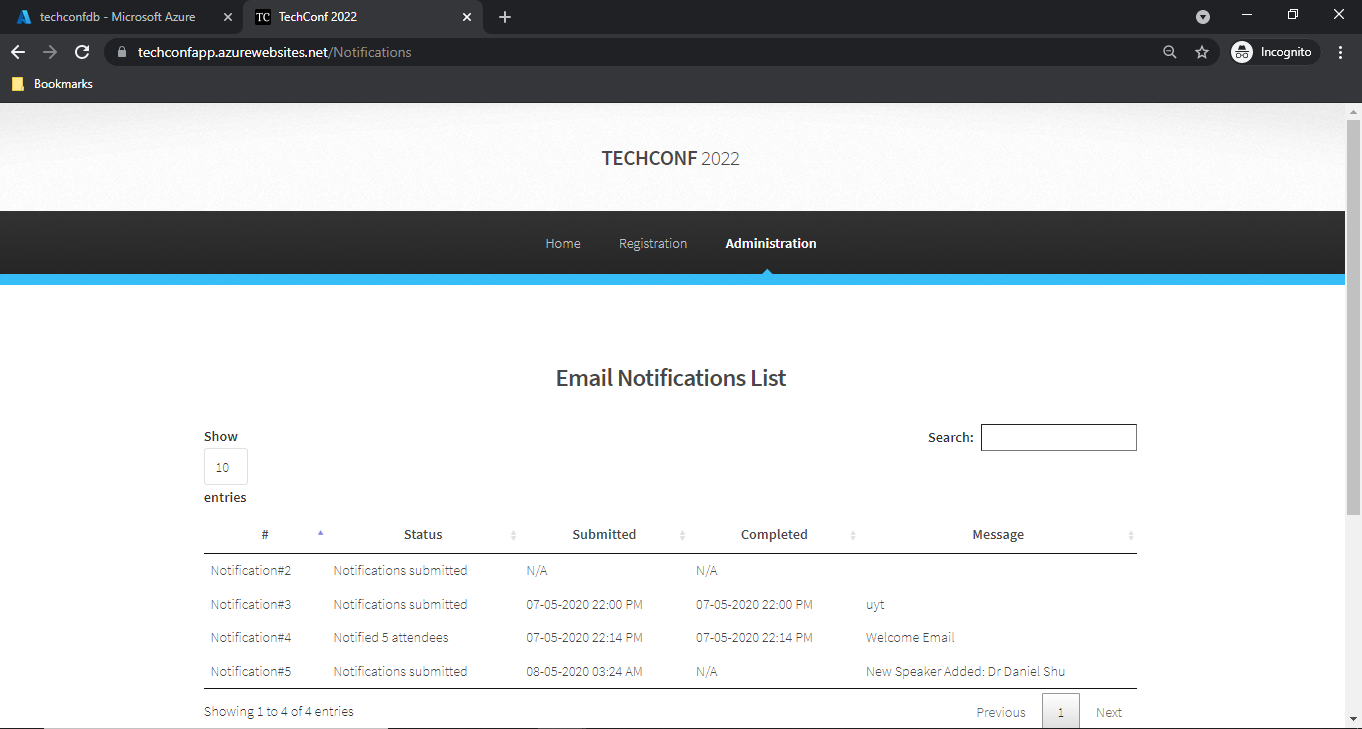 techconfdb - Microsoft Azure
TC TechConf 2022
techconfapp.azurewebsites.net/Notifications
Incognito
Bookmarks
TECHCONF 2022
Home Registration Administration
Email Notifications List
Show
10
entries
Search:
# Status Submitted Completed Message
Notification#2 Notifications submitted N/A N/A
Notification#3 Notifications submitted 07-05-2020 22:00 PM 07-05-2020 22:00 PM uyt
Notification#4 Notified 5 attendees 07-05-2020 22:14 PM 07-05-2020 22:14 PM Welcome Email
Notification#5 Notifications submitted 08-05-2020 03:24 AM N/A New Speaker Added: Dr Daniel Shu
Showing 1 to 4 of 4 entries
Previous 1 Next